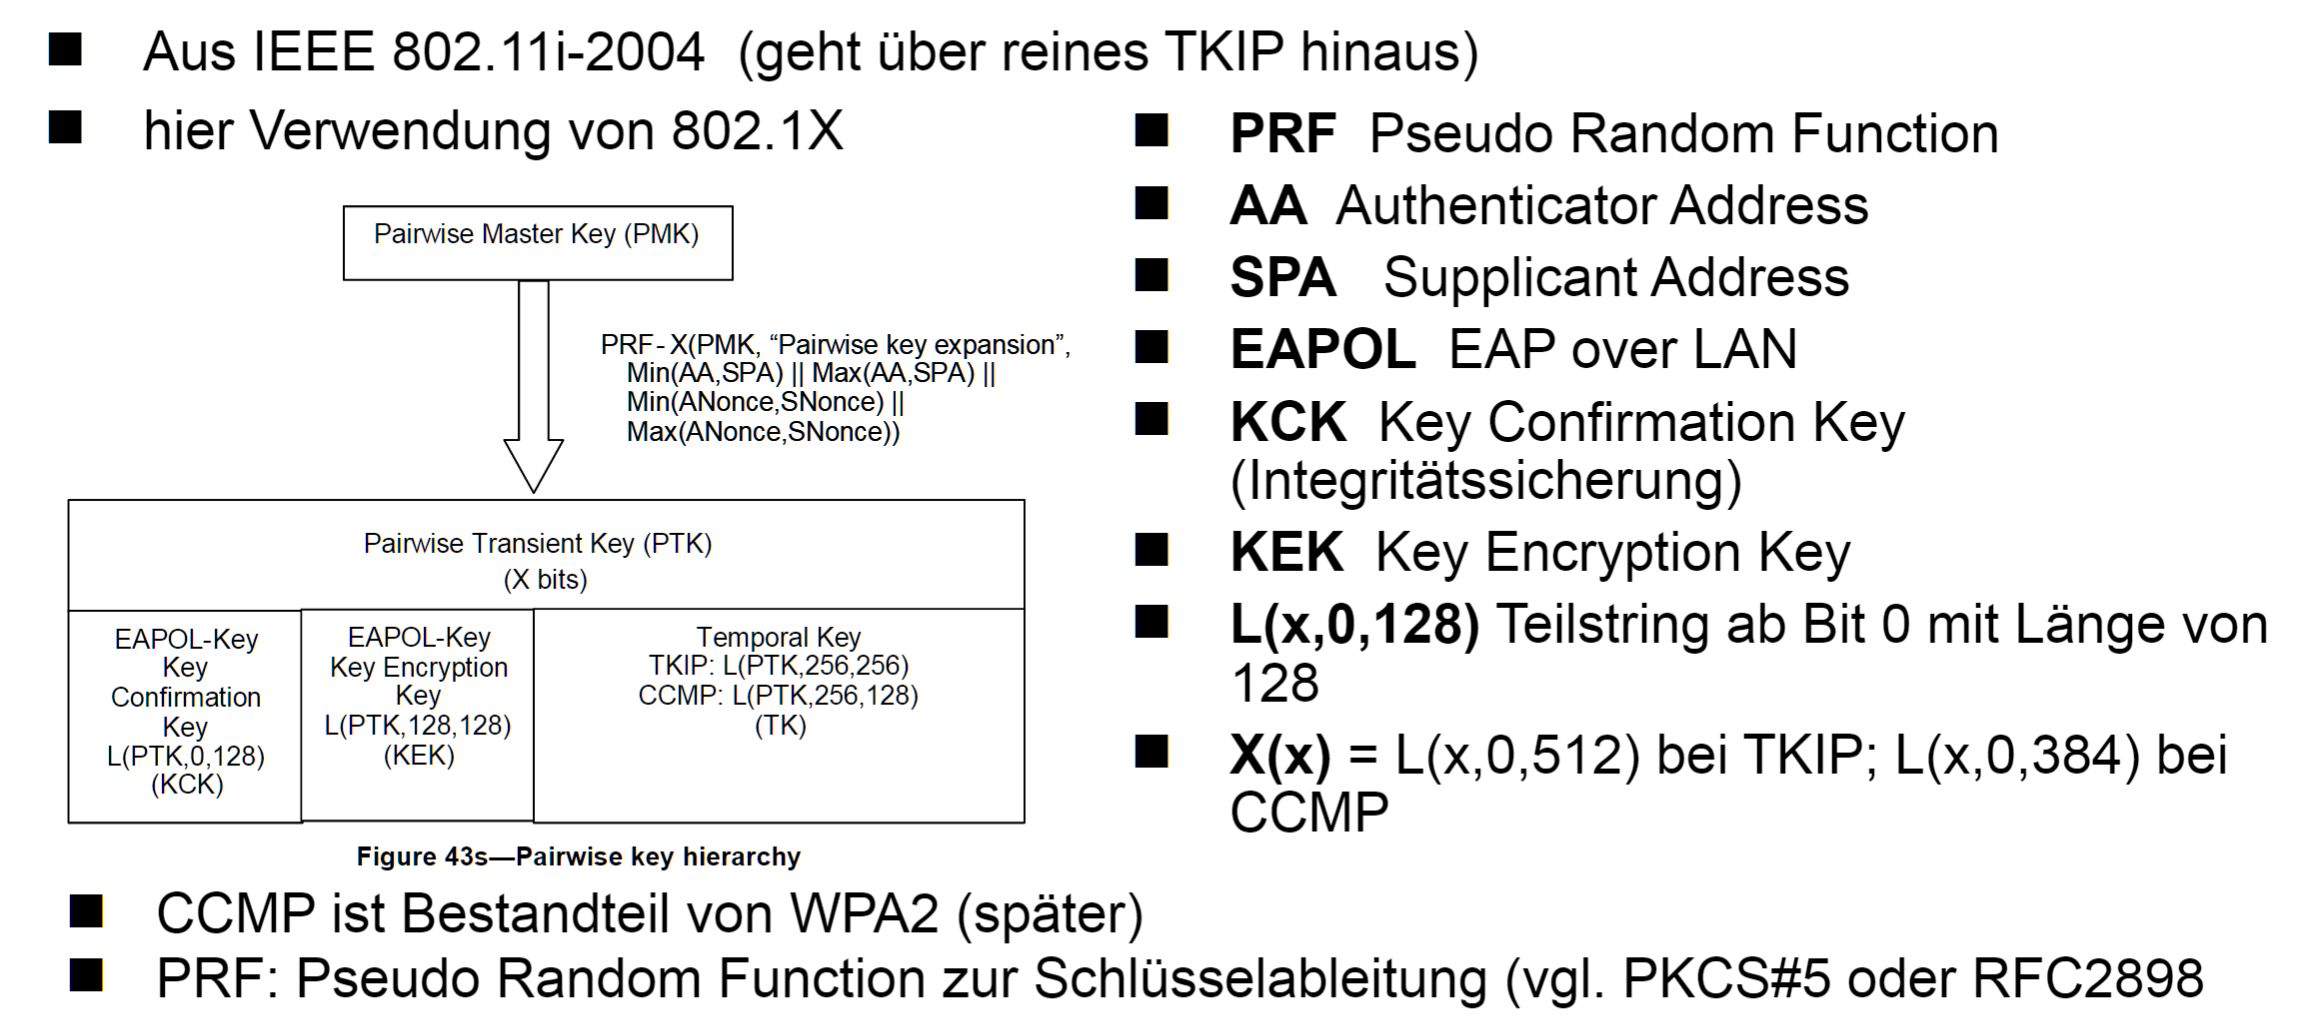 Aus IEEE 802.11i-2004 (geht über reines TKIP hinaus)
hier Verwendung von 802.1X
Pairwise Master Key (PMK)
PRF-X(PMK, “Pairwise key expansion”,
Min(AA,SPA) || Max(AA,SPA) ||
Min(ANonce,SNonce) ||
Max(ANonce,SNonce))
Pairwise Transient Key (PTK)
(X bits)
EAPOL-Key
Key
Confirmation
Key
L(PTK,0,128)
(KCK)
EAPOL-Key
Key Encryption
Key
L(PTK,128,128)
(KEK)
Temporal Key
TKIP: L(PTK,256,256)
CCMP: L(PTK,256,128)
(TK)
Figure 43s—Pairwise key hierarchy
PRF Pseudo Random Function
AA Authenticator Address
SPA Supplicant Address
EAPOL EAP over LAN
KCK Key Confirmation Key
(Integritätssicherung)
KEK Key Encryption Key
L(x,0,128) Teilstring ab Bit 0 mit Länge von
128
X(x) = L(x,0,512) bei TKIP; L(x,0,384) bei
CCMP
CCMP ist Bestandteil von WPA2 (später)
PRF: Pseudo Random Function zur Schlüsselableitung (vgl. PKCS#5 oder RFC2898